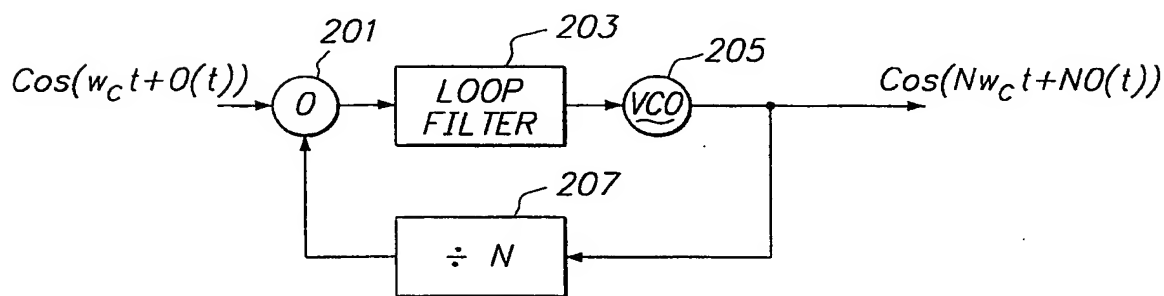 201
203
205
Cos(w_c t+O(t))
O
LOOP
FILTER
VCO
Cos(Nw_c t+NO(t))
207
÷ N